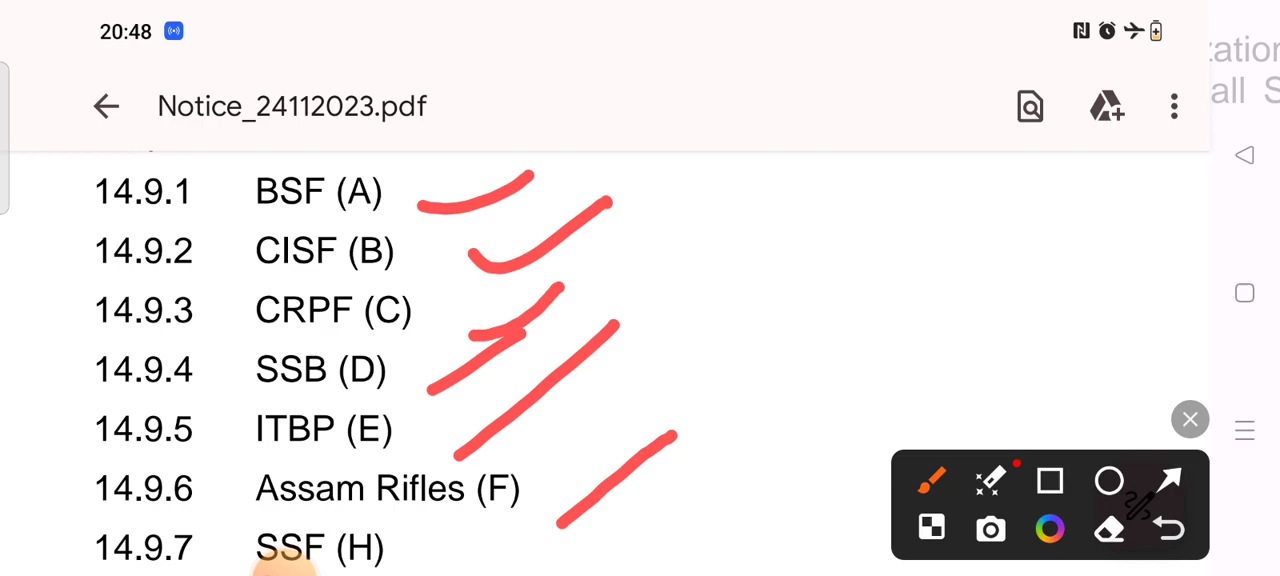 20:48
Notice_24112023.pdf
14.9.1 BSF (A)
14.9.2 CISF (B)
14.9.3 CRPF (C)
14.9.4 SSB (D)
14.9.5 ITBP (E)
14.9.6 Assam Rifles (F)
14.9.7 SSF (H)
all S